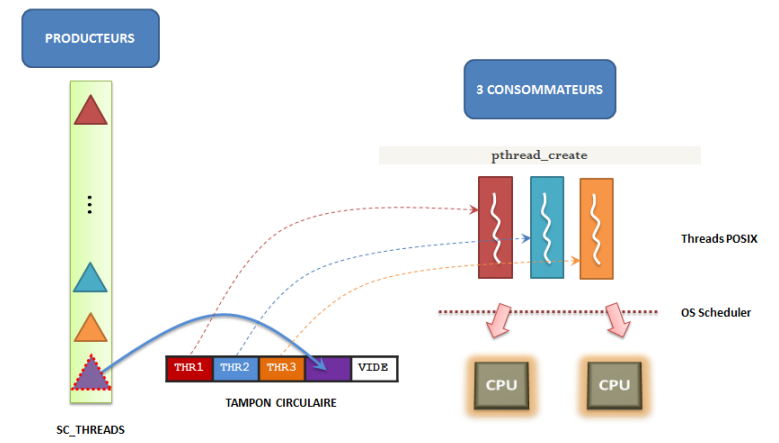 PRODUCTEURS
3 CONSOMMATEURS
pthread_create
...
Threads POSIX
OS Scheduler
THR1 THR2 THR3 VIDE
CPU CPU
TAMPON CIRCULAIRE
SC_THREADS